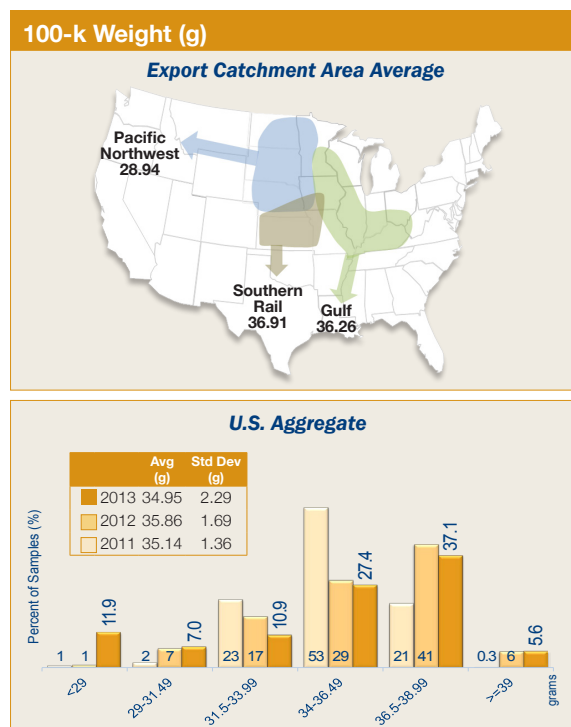 100-k Weight (g)
Export Catchment Area Average
Pacific
Northwest
28.94
Southern
Rail
36.91
Gulf
36.26
U.S. Aggregate
Avg
(g)
Std Dev
(g)
2013 34.95 2.29
2012 35.86 1.69
2011 35.14 1.36
Percent of Samples (%)
1 1 11.9
2 7 7.0
23 17 10.9
53 29 27.4
21 41 37.1
0.3 6 5.6
<29
29-31.49
31.5-33.99
34-36.49
36.5-38.99
>=39
grams